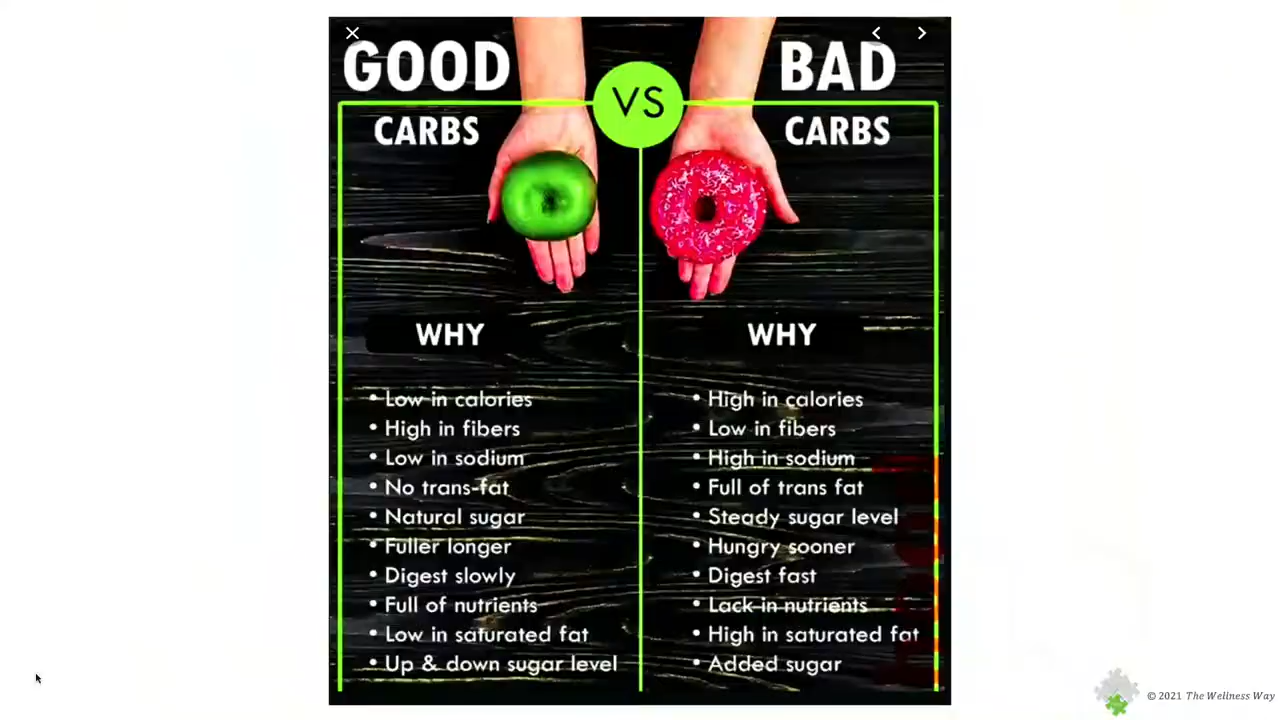 GOOD
CARBS
VS
BAD
CARBS
WHY
• Low in calories
• High in fibers
• Low in sodium
• No trans-fat
• Natural sugar
• Fuller longer
• Digest slowly
• Full of nutrients
• Low in saturated fat
• Up & down sugar level
WHY
• High in calories
• Low in fibers
• High in sodium
• Full of trans fat
• Steady sugar level
• Hungry sooner
• Digest fast
• Lack in nutrients
• High in saturated fat
• Added sugar
© 2021 The Wellness Way